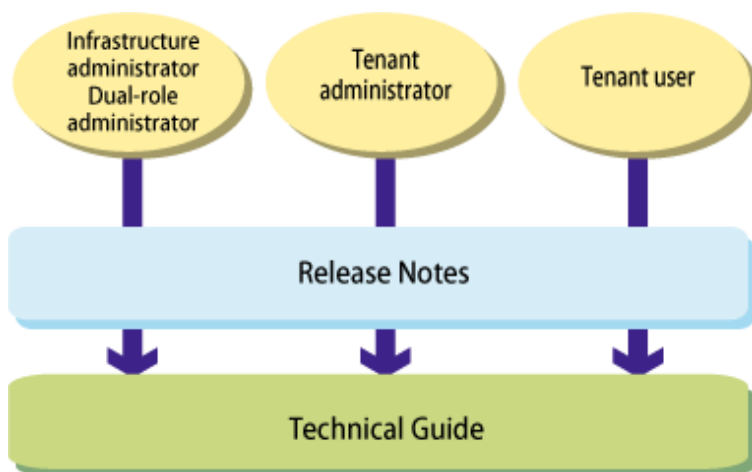 Infrastructure
administrator
Dual-role
administrator
Tenant
administrator
Tenant user
Release Notes
Technical Guide